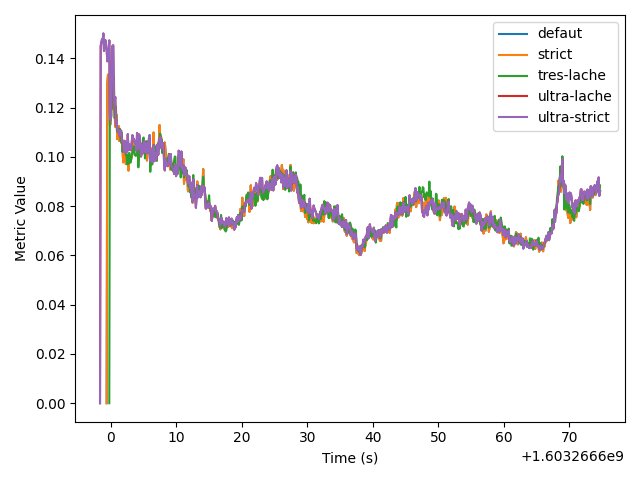 defaut
strict
tres-lache
ultra-lache
ultra-strict
Metric Value
0.14
0.12
0.10
0.08
0.06
0.04
0.02
0.00
0 10 20 30 40 50 60 70
Time (s)
+1.6032666e9